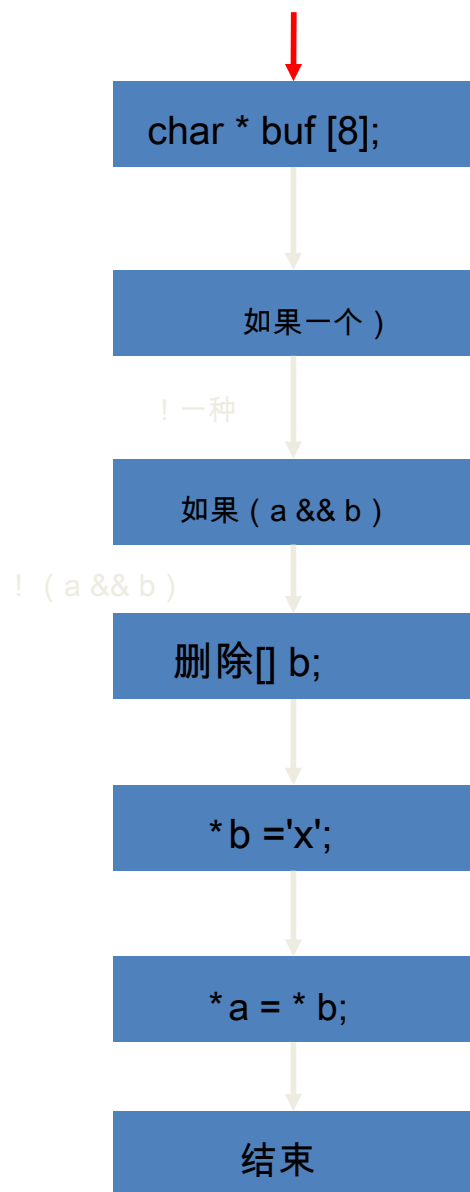 char * buf [8];
如果一个）
！一种
如果（a && b）
！（a && b）
删除[] b;
*b ='x';
*a = * b;
结束